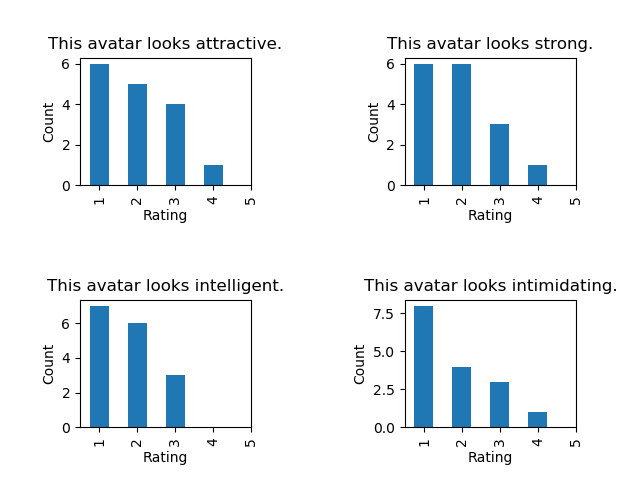 This avatar looks attractive.
6
4
2
0
Count
1 2 3 4 5
Rating
This avatar looks strong.
6
4
2
0
Count
1 2 3 4 5
Rating
This avatar looks intelligent.
6
4
2
0
Count
1 2 3 4 5
Rating
This avatar looks intimidating.
7.5
5.0
2.5
0.0
Count
1 2 3 4 5
Rating